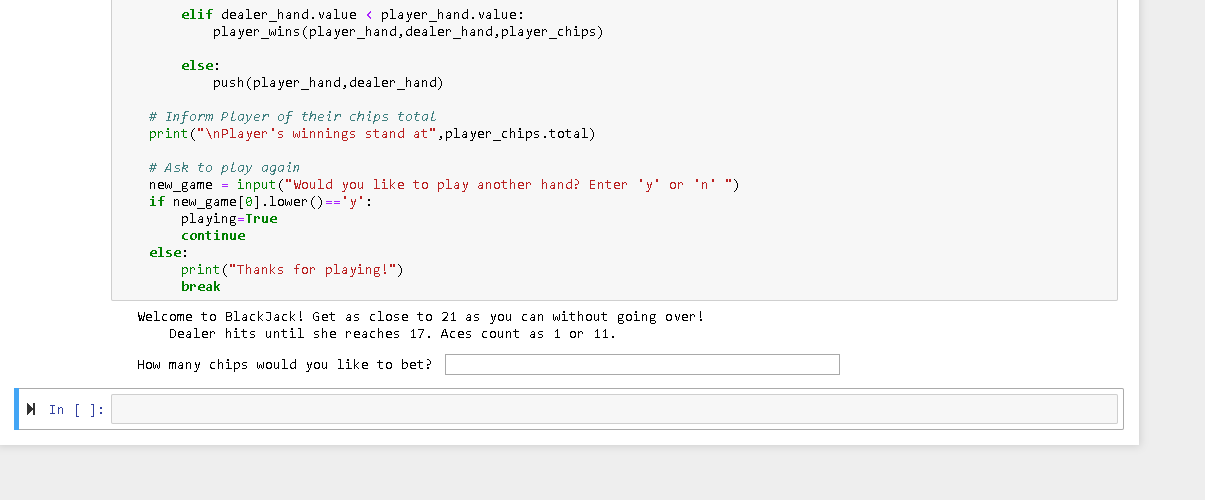 elif dealer_hand.value < player_hand.value:
player_wins(player_hand,dealer_hand,player_chips)
else:
push(player_hand,dealer_hand)
# Inform Player of their chips total
print("\nPlayer's winnings stand at",player_chips.total)
# Ask to play again
new_game = input("Would you like to play another hand? Enter 'y' or 'n' ")
if new_game[0].lower()=='y':
playing=True
continue
else:
print("Thanks for playing!")
break
Welcome to BlackJack! Get as close to 21 as you can without going over!
Dealer hits until she reaches 17. Aces count as 1 or 11.
How many chips would you like to bet?
In [ ]: